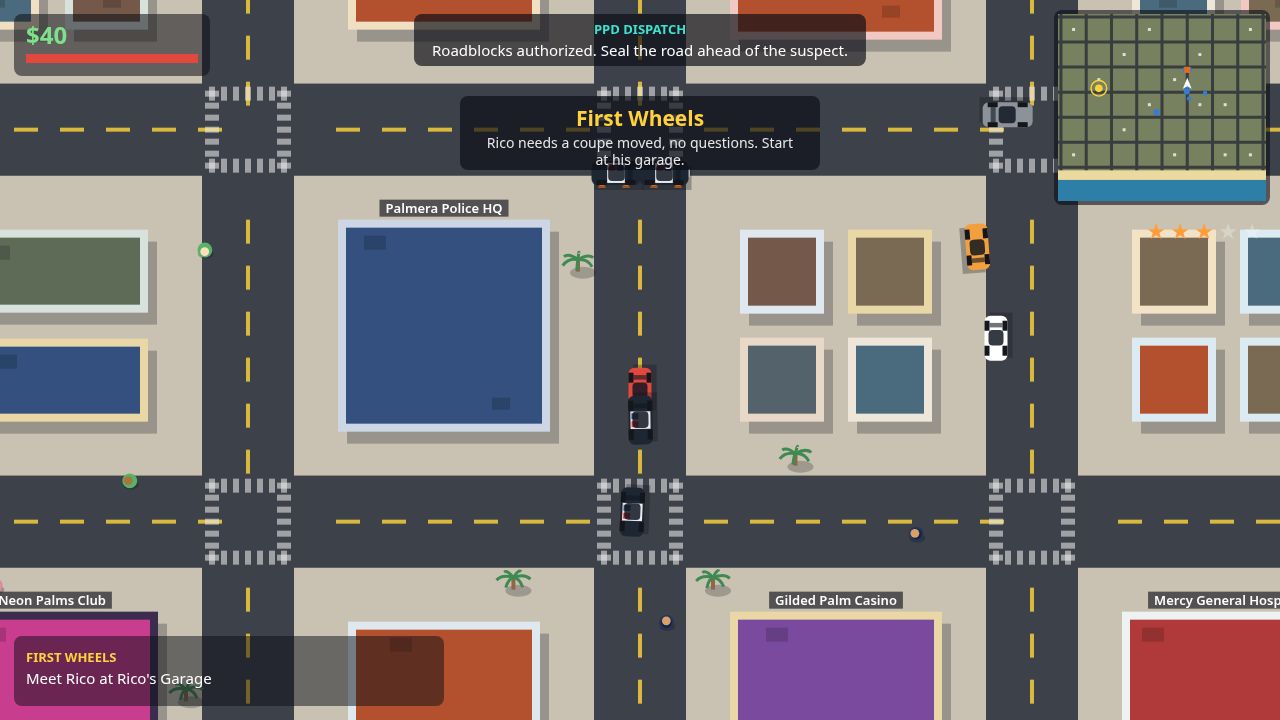 $40
PPD DISPATCH
Roadblocks authorized. Seal the road ahead of the suspect.
First Wheels
Rico needs a coupe moved, no questions. Start
at his garage.
Palmera Police HQ
Neon Palms Club
Gilded Palm Casino
Mercy General Hosp
FIRST WHEELS
Meet Rico at Rico's Garage